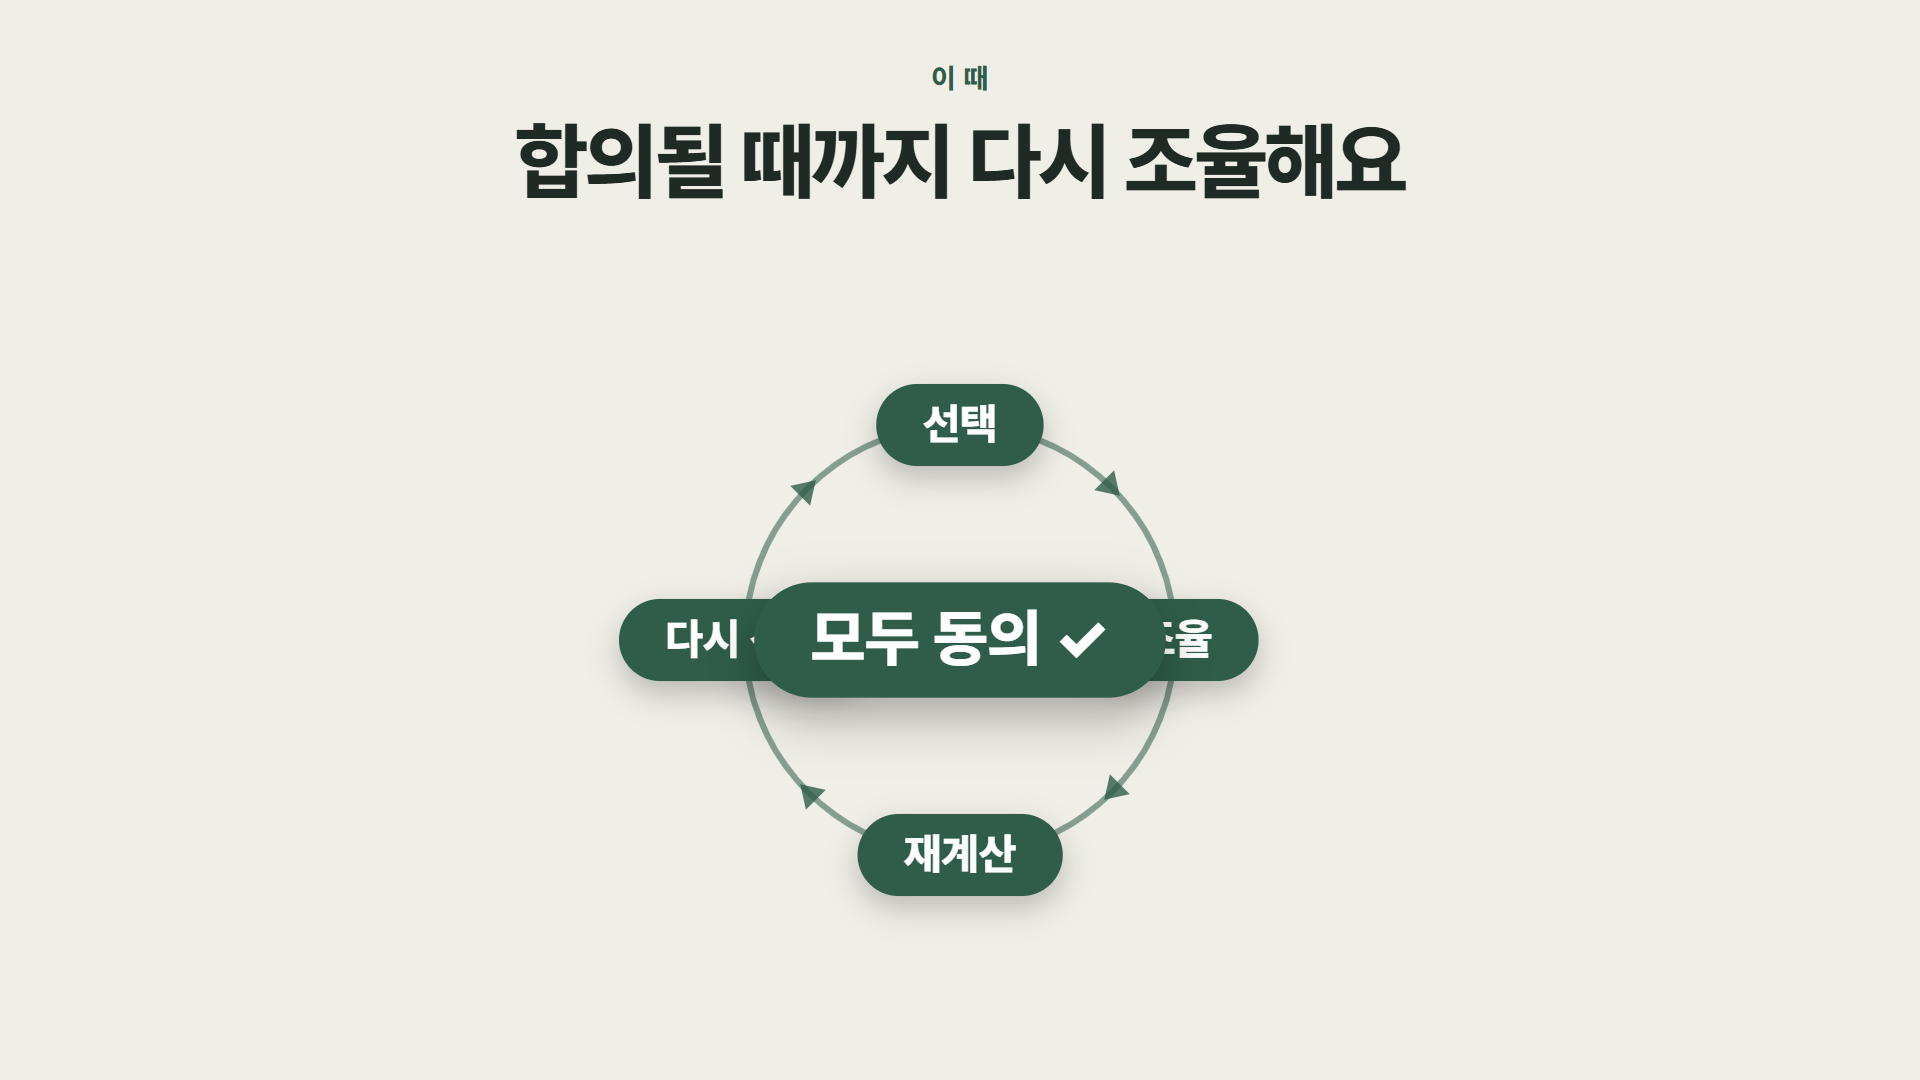 이 때
합의될 때까지 다시 조율해요
선택
다시
모두 동의 ✓
재계산